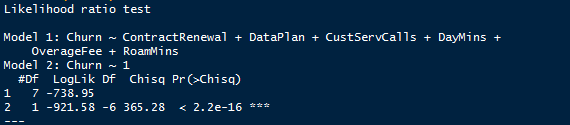 Likelihood ratio test
Model 1: Churn ~ ContractRenewal + DataPlan + CustServCalls + DayMins +
OverageFee + RoamMins
Model 2: Churn ~ 1
#Df LogLik Df Chisq Pr(>Chisq)
1 7 -738.95
2 1 -921.58 -6 365.28 < 2.2e-16 ***
---